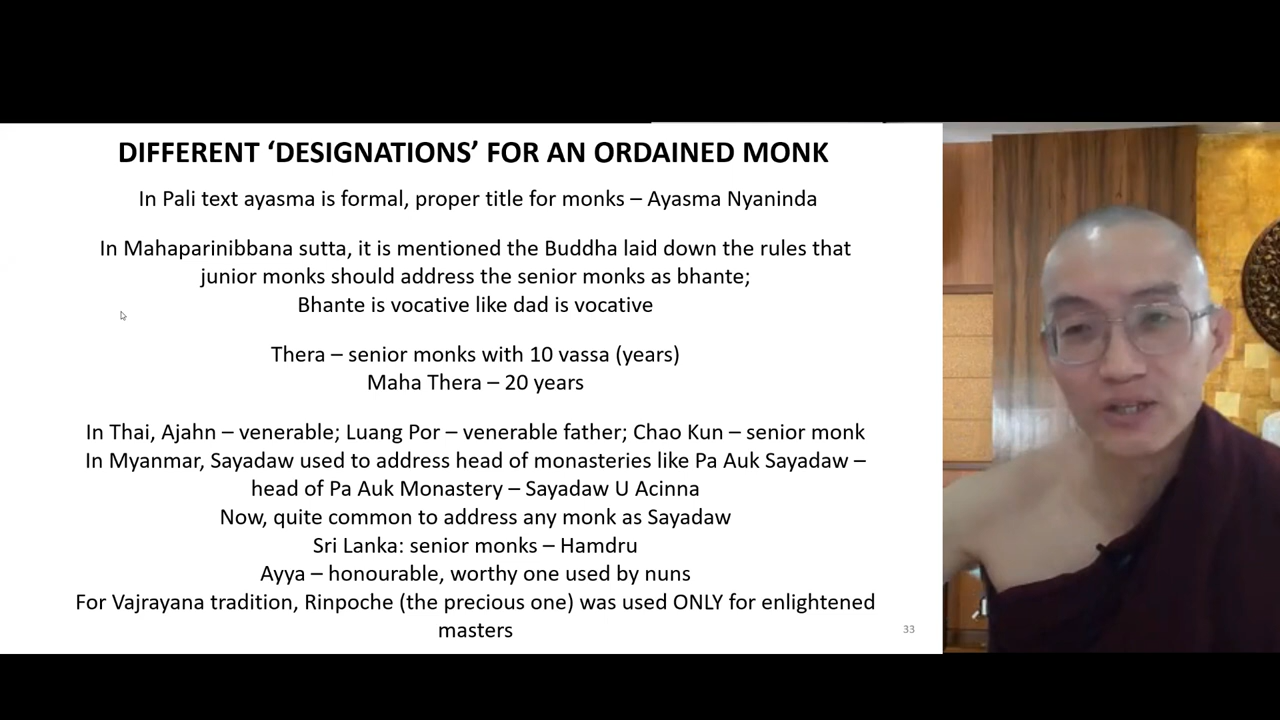 DIFFERENT ‘DESIGNATIONS’ FOR AN ORDAINED MONK
In Pali text ayasma is formal, proper title for monks – Ayasma Nyaninda
In Mahaparinibbana sutta, it is mentioned the Buddha laid down the rules that
junior monks should address the senior monks as bhante;
Bhante is vocative like dad is vocative
Thera – senior monks with 10 vassa (years)
Maha Thera – 20 years
In Thai, Ajahn – venerable; Luang Por – venerable father; Chao Kun – senior monk
In Myanmar, Sayadaw used to address head of monasteries like Pa Auk Sayadaw –
head of Pa Auk Monastery – Sayadaw U Acinna
Now, quite common to address any monk as Sayadaw
Sri Lanka: senior monks – Hamdru
Ayya – honourable, worthy one used by nuns
For Vajrayana tradition, Rinpoche (the precious one) was used ONLY for enlightened
masters
33